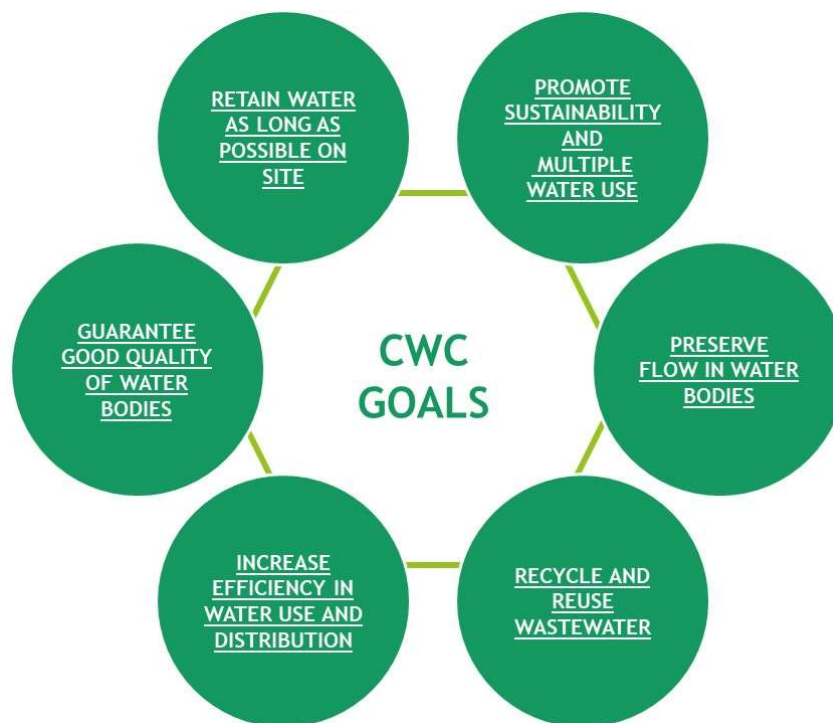 RETAIN WATER
AS LONG AS
POSSIBLE ON
SITE
PROMOTE
SUSTAINABILITY
AND
MULTIPLE
WATER USE
GUARANTEE
GOOD QUALITY
OF WATER
BODIES
CWC
GOALS
PRESERVE
FLOW IN WATER
BODIES
INCREASE
EFFICIENCY IN
WATER USE AND
DISTRIBUTION
RECYCLE AND
REUSE
WASTEWATER